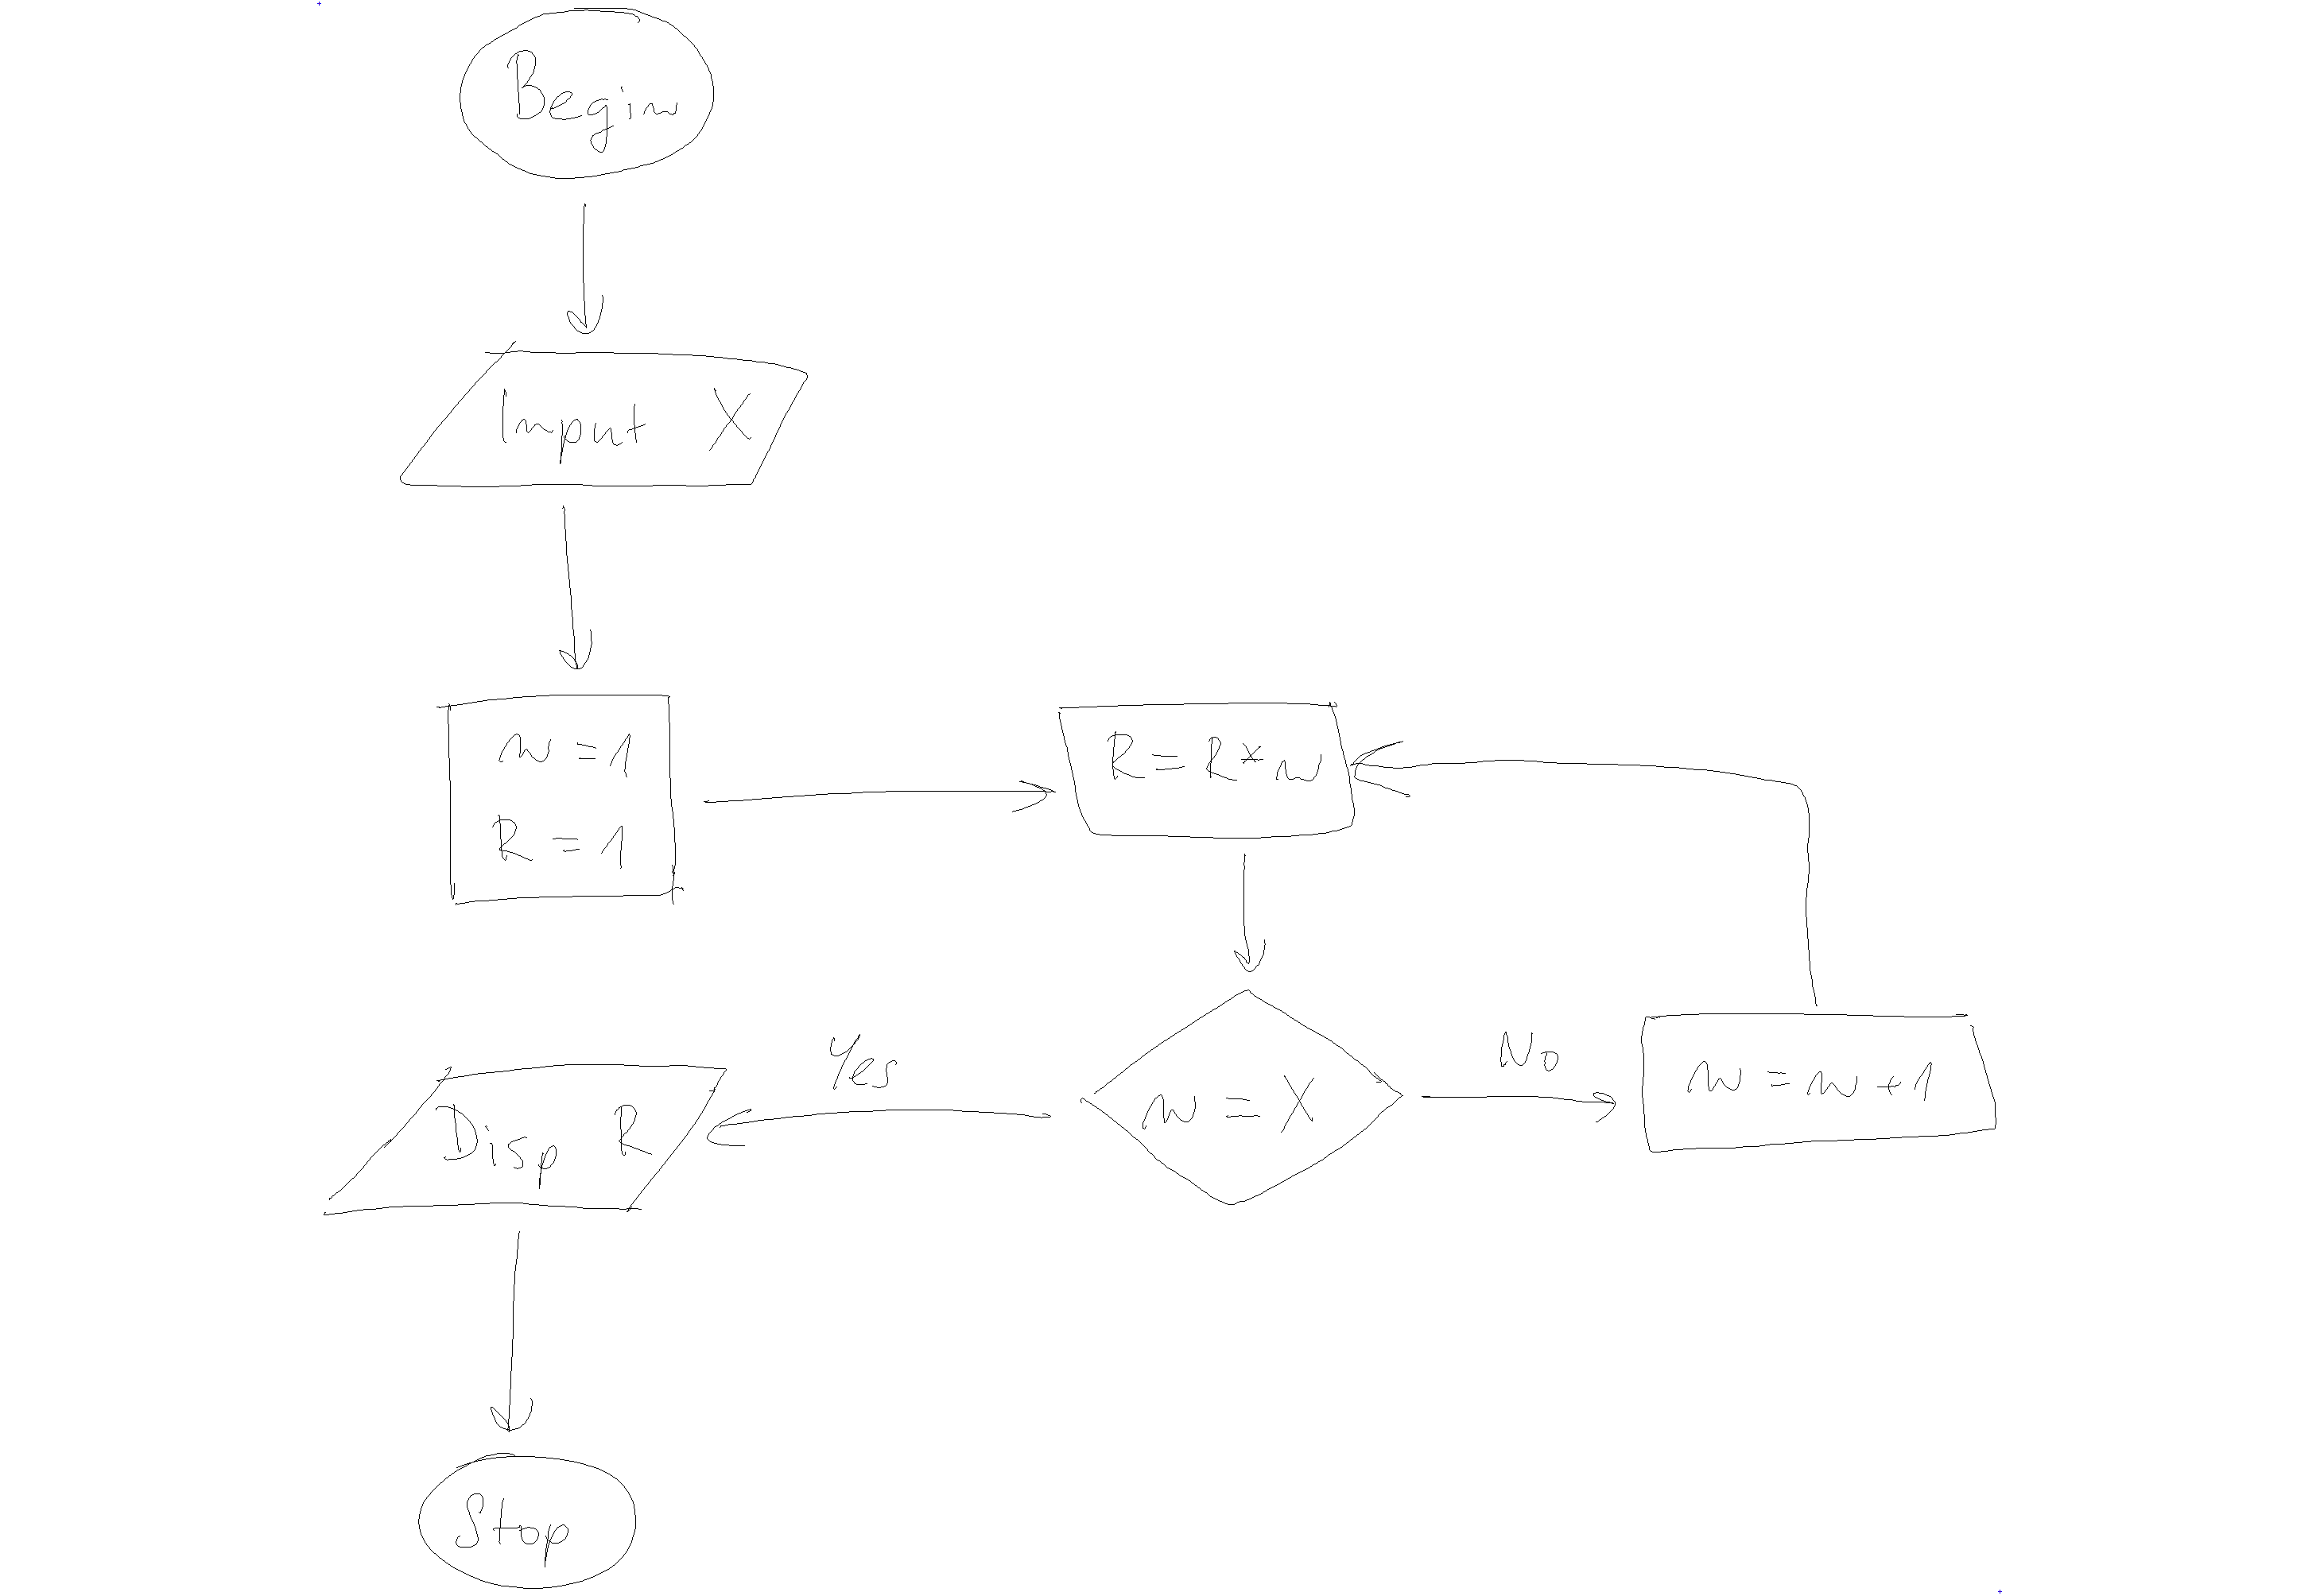 Begin
Input X
n = 1
R = 1
R = R * n
n = X
Yes
No
n = n + 1
Disp R
Stop